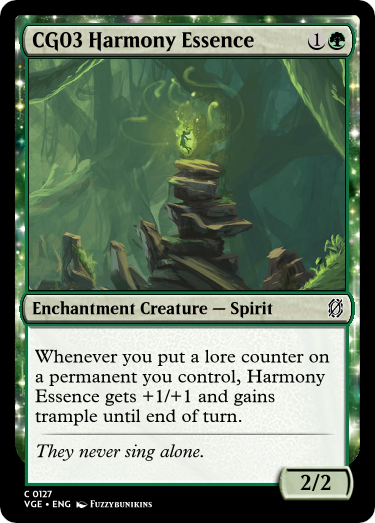 CG03 Harmony Essence 1
Enchantment Creature — Spirit
Whenever you put a lore counter on
a permanent you control, Harmony
Essence gets +1/+1 and gains
trample until end of turn.
They never sing alone.
2/2
C 0127
VGE • ENG Fuzzybunikins